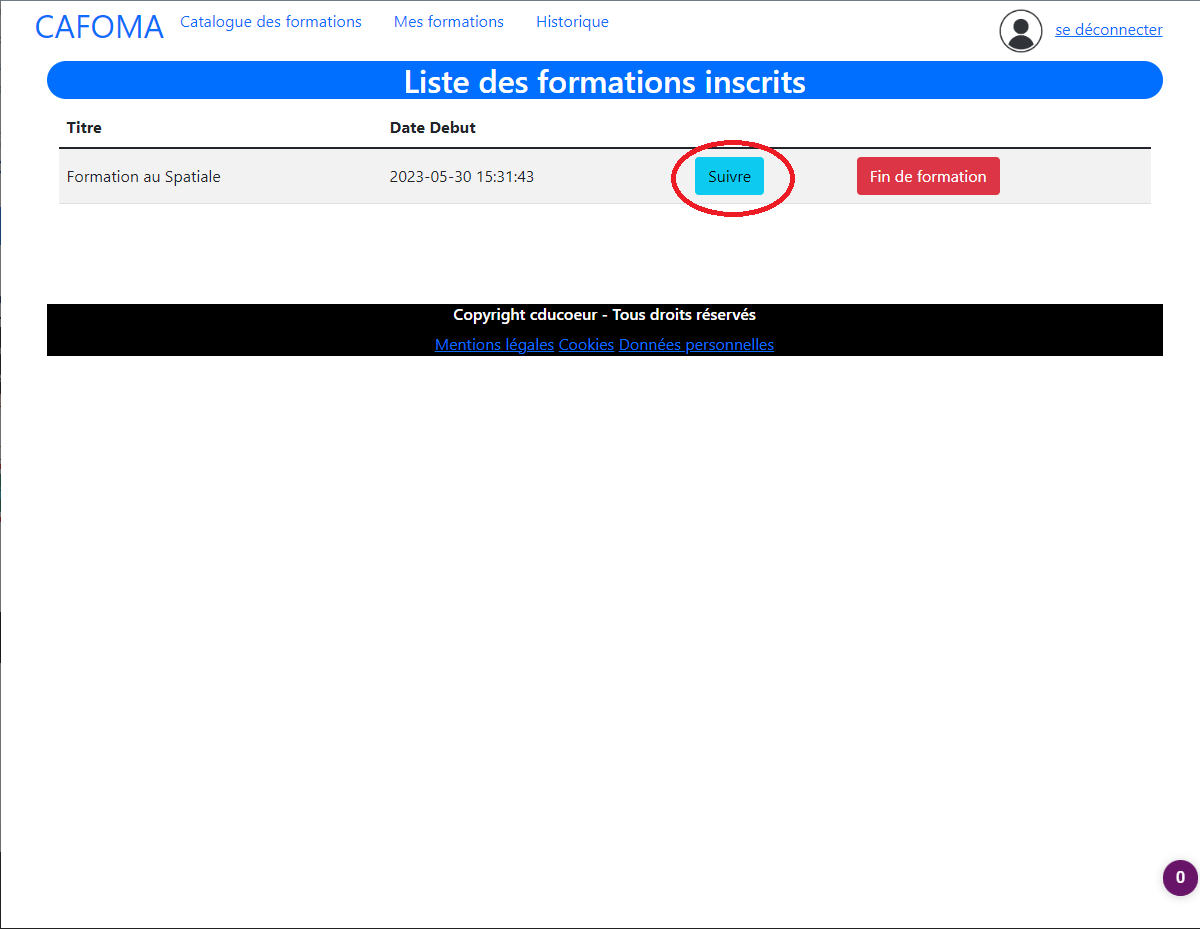 CAFOMA Catalogue des formations Mes formations Historique se déconnecter
Liste des formations inscrits
Titre Date Debut
Formation au Spatiale 2023-05-30 15:31:43 Suivre Fin de formation
Copyright cducoeur - Tous droits réservés
Mentions légales Cookies Données personnelles
0